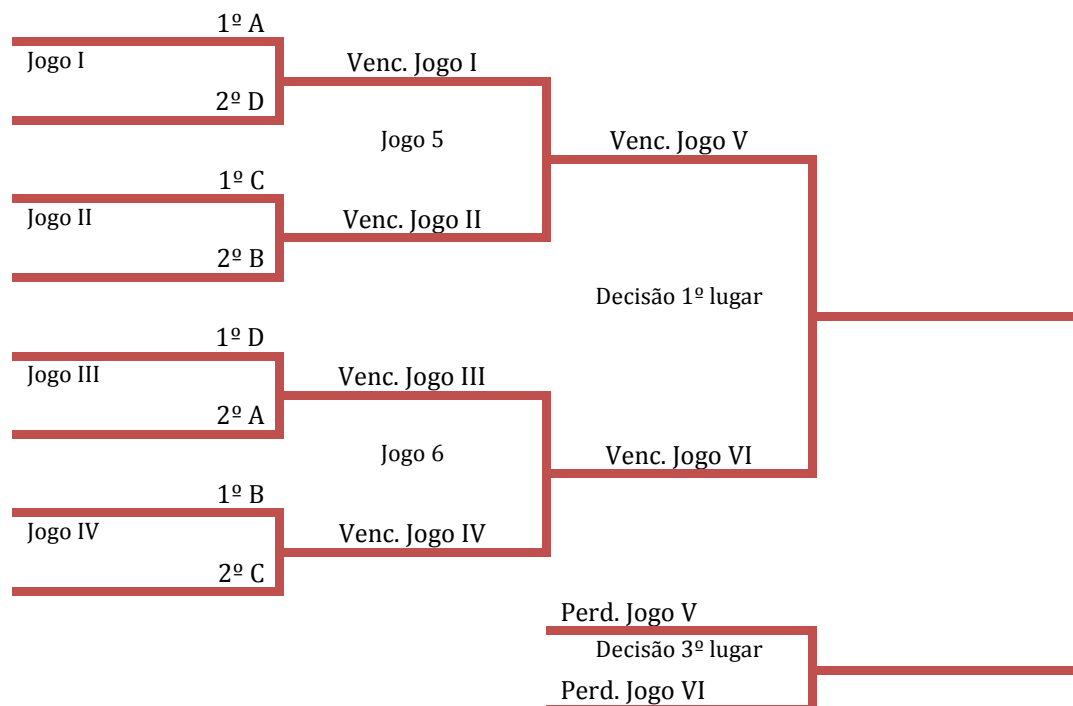 1º A
Jogo I
Venc. Jogo I
2º D
Jogo 5
Venc. Jogo V
1º C
Jogo II
Venc. Jogo II
2º B
Decisão 1º lugar
1º D
Jogo III
Venc. Jogo III
2º A
Jogo 6
Venc. Jogo VI
1º B
Jogo IV
Venc. Jogo IV
2º C
Perd. Jogo V
Decisão 3º lugar
Perd. Jogo VI